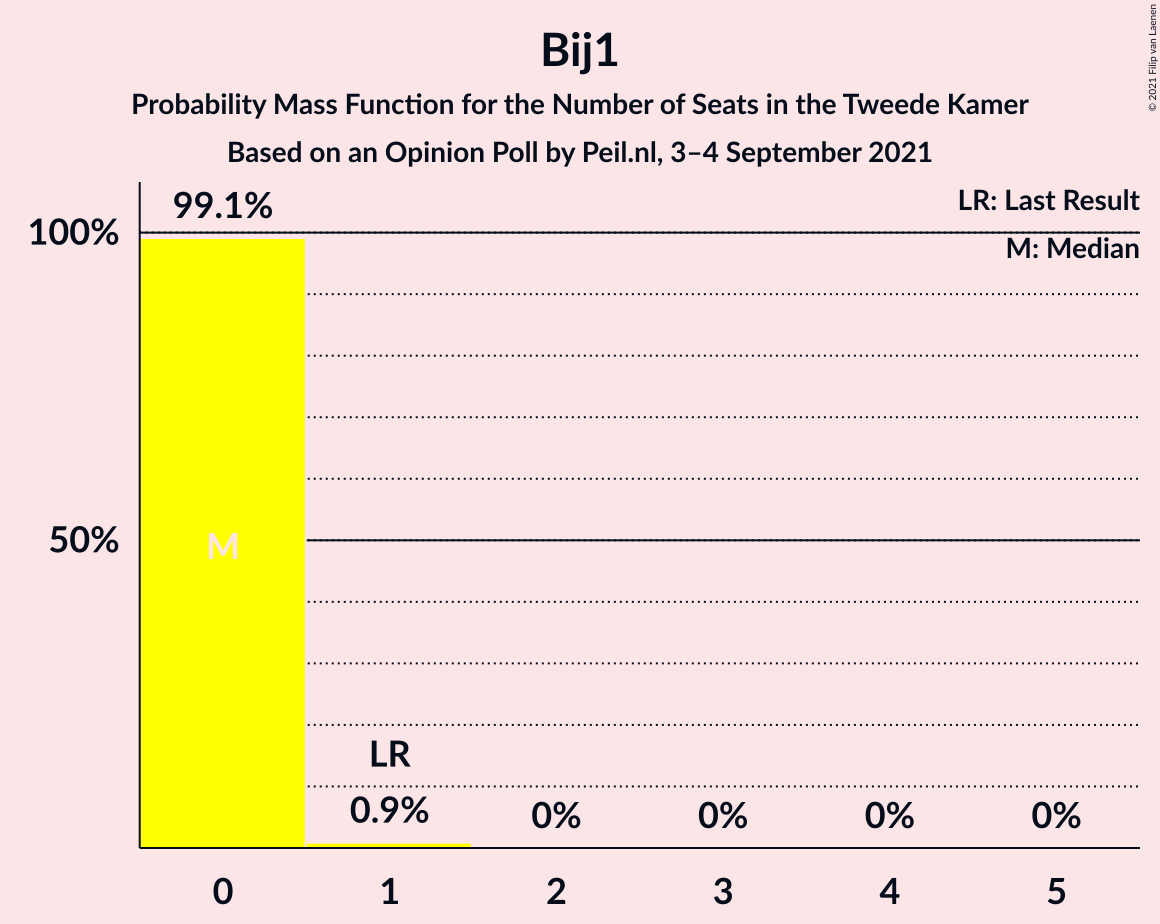 Bij1
Probability Mass Function for the Number of Seats in the Tweede Kamer
Based on an Opinion Poll by Peil.nl, 3–4 September 2021
© 2021 Filip van Laenen
LR: Last Result
M: Median
99.1%
100%
50%
M
LR
0.9%
0%
0%
0%
0%
0 1 2 3 4 5